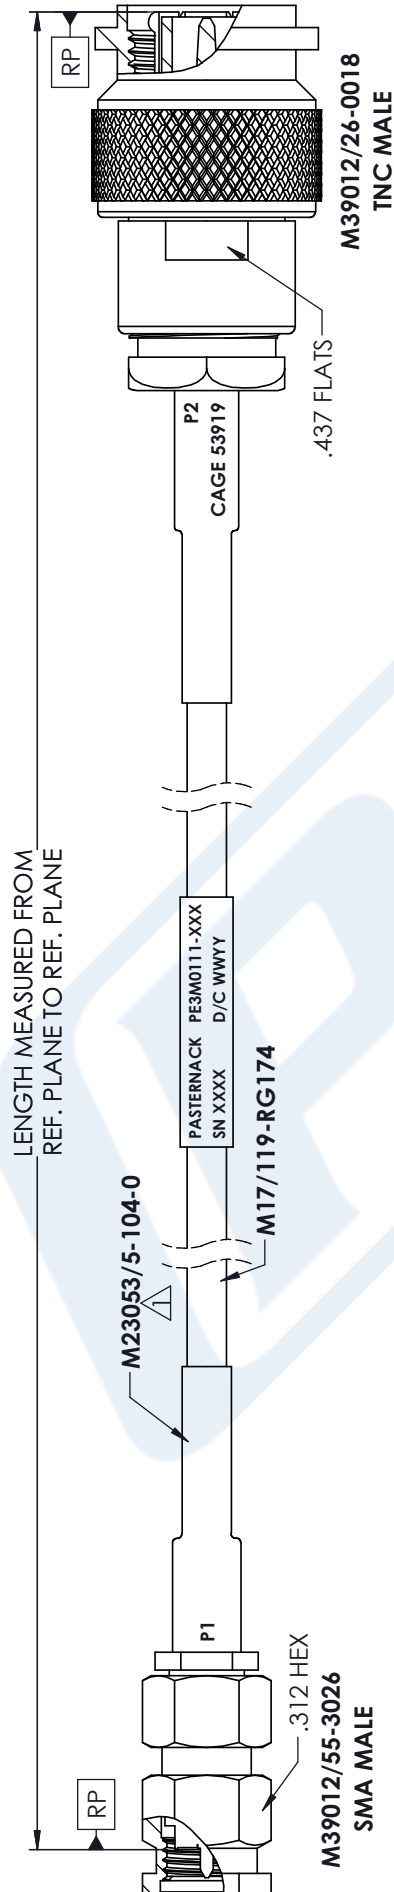 LENGTH MEASURED FROM
REF. PLANE TO REF. PLANE
RP
RP
M23053/5-104-0
1
P1
PASTERNACK PE3M0111-XXX
SN XXXX D/C WWYY
P2
CAGE 53919
M17/119-RG174
.312 HEX
M39012/55-3026
SMA MALE
.437 FLATS
M39012/26-0018
TNC MALE